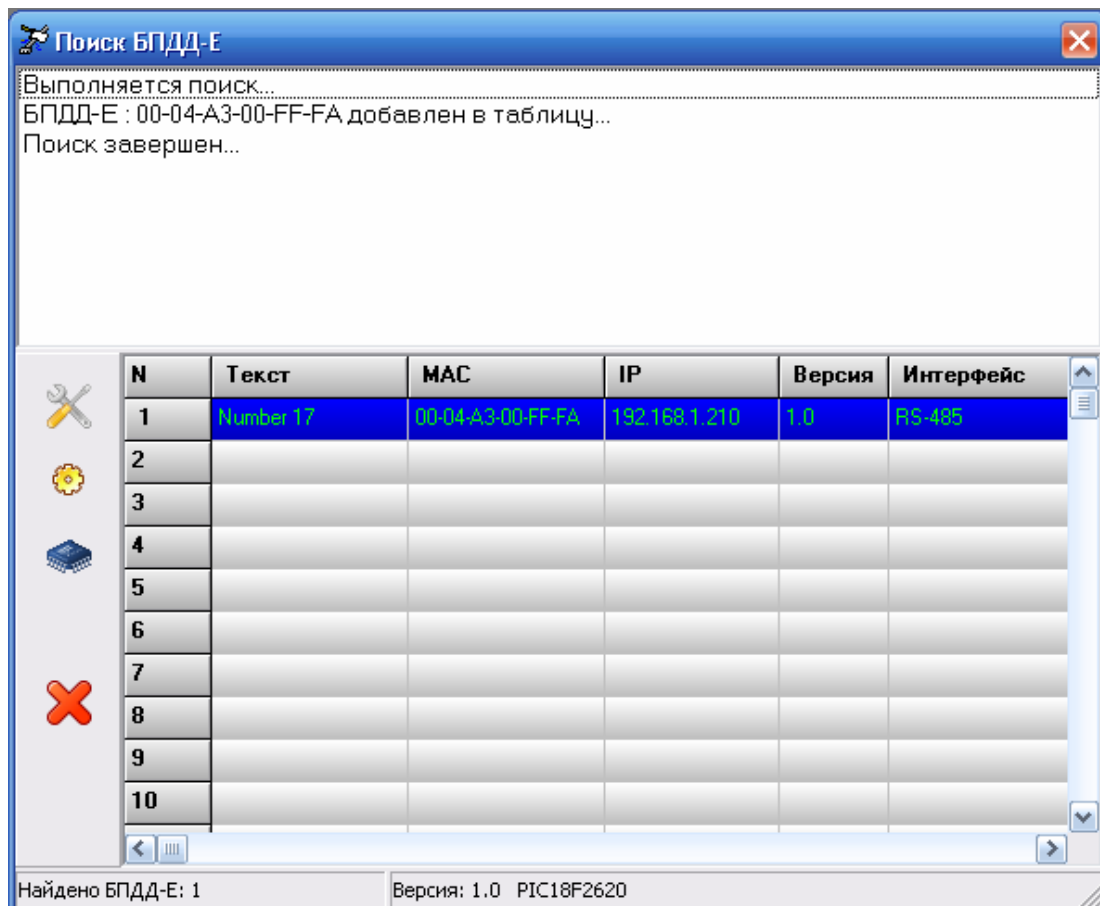 Поиск БПДД-Е
Выполняется поиск...
БПДД-Е : 00-04-A3-00-FF-FA добавлен в таблицу...
Поиск завершен...
N Текст MAC IP Версия Интерфейс
1 Number 17 00-04-A3-00-FF-FA 192.168.1.210 1.0 RS-485
2
3
4
5
6
7
8
9
10
Найдено БПДД-Е: 1 Версия: 1.0 PIC18F2620